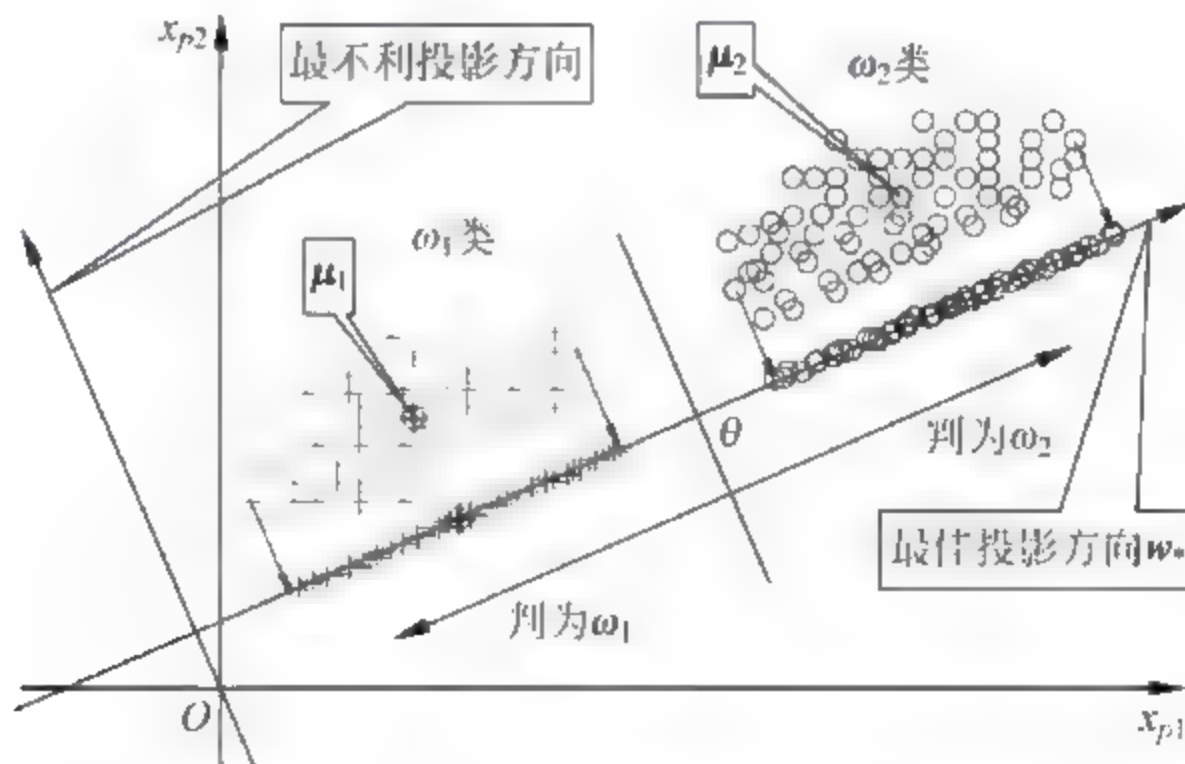 x_{p2}
最不利投影方向
μ₂
ω₂类
ω₁类
μ₁
θ
判为ω₂
最佳投影方向w*
判为ω₁
O
x_{p1}